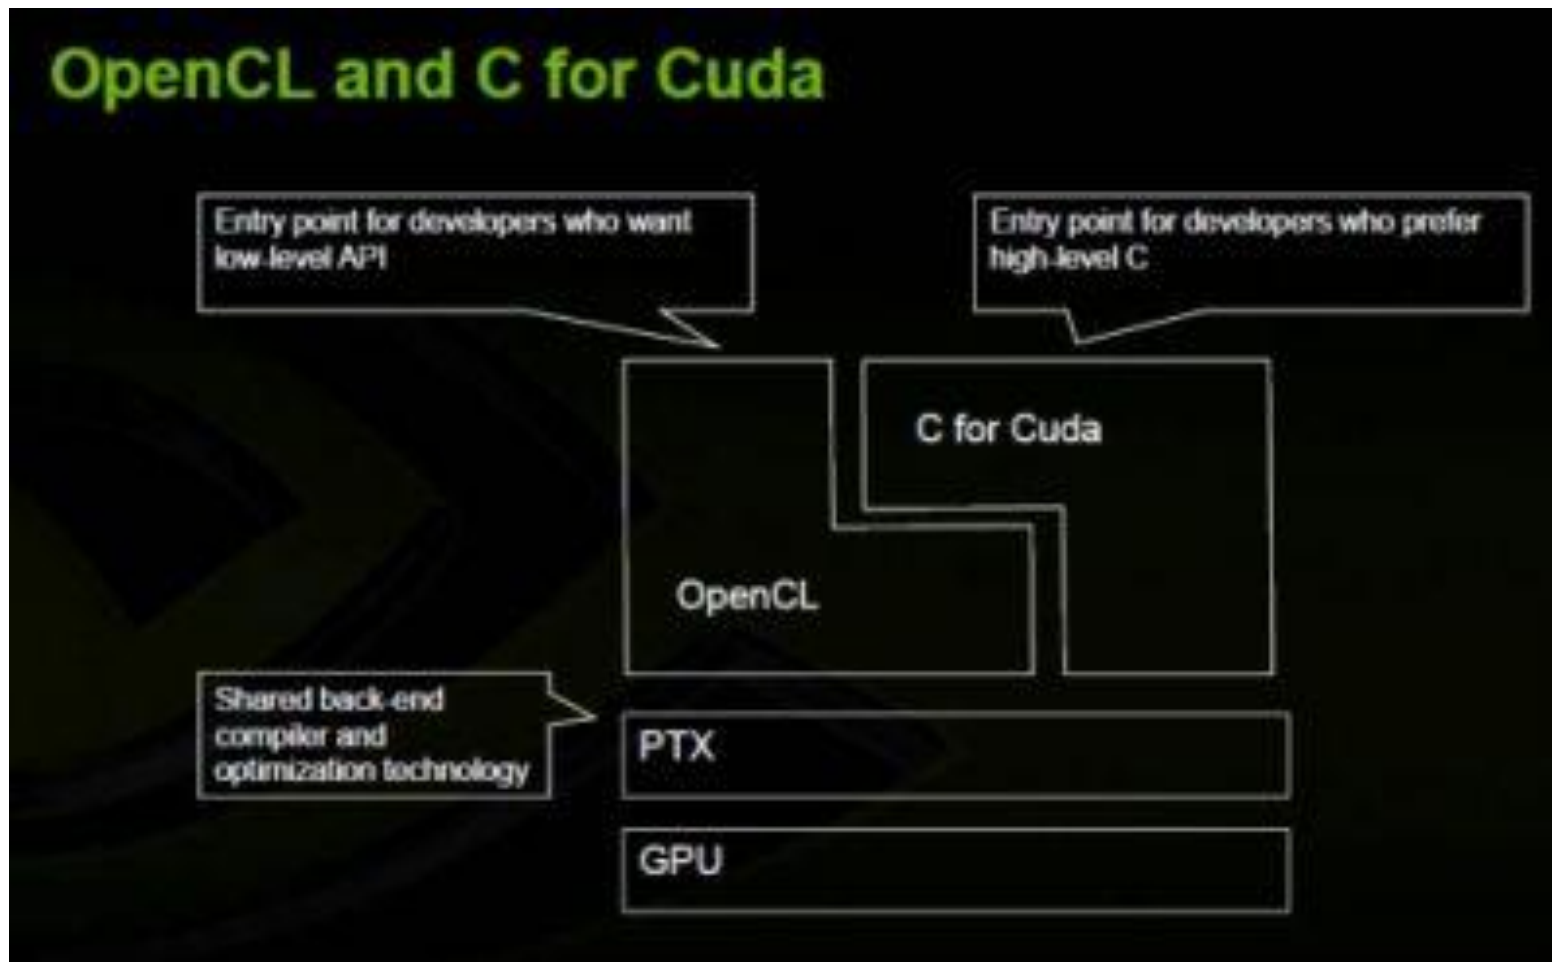 OpenCL and C for Cuda
Entry point for developers who want
low-level API
Entry point for developers who prefer
high-level C
C for Cuda
OpenCL
Shared back-end
compiler and
optimization technology
PTX
GPU